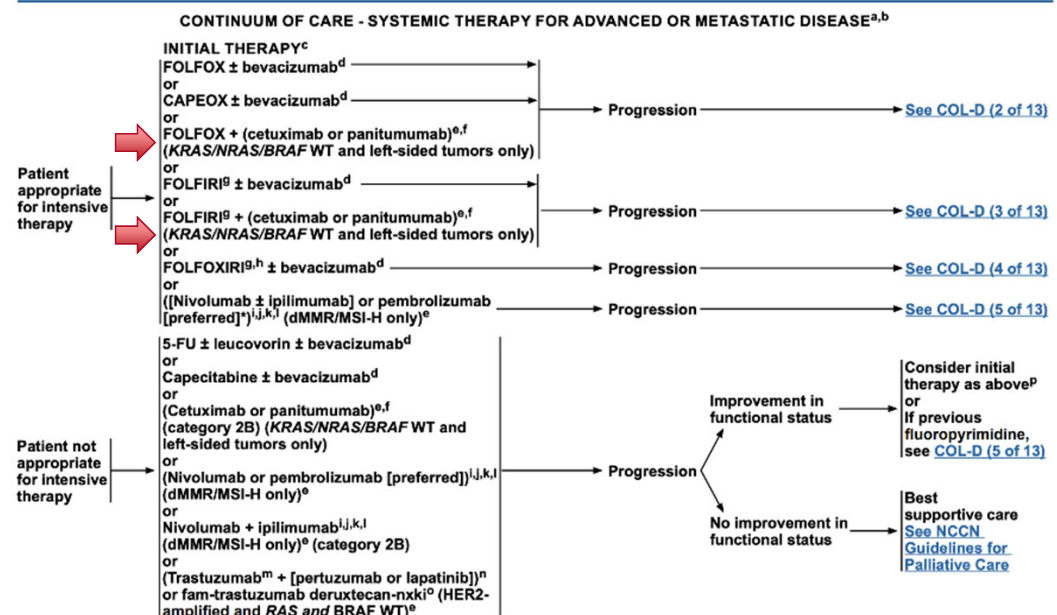 CONTINUUM OF CARE - SYSTEMIC THERAPY FOR ADVANCED OR METASTATIC DISEASEa,b
INITIAL THERAPYc
Patient
appropriate
for intensive
therapy
FOLFOX ± bevacizumabd
or
CAPEOX ± bevacizumabd
or
FOLFOX + (cetuximab or panitumumab)e,f
(KRAS/NRAS/BRAF WT and left-sided tumors only)
Progression
See COL-D (2 of 13)
or
FOLFIRIg ± bevacizumabd
or
FOLFIRIg + (cetuximab or panitumumab)e,f
(KRAS/NRAS/BRAF WT and left-sided tumors only)
Progression
See COL-D (3 of 13)
or
FOLFOXIRIg,h ± bevacizumabd
Progression
See COL-D (4 of 13)
or
([Nivolumab ± ipilimumab] or pembrolizumab
[preferred]*)i,j,k,l (dMMR/MSI-H only)e
Progression
See COL-D (5 of 13)
Patient not
appropriate
for intensive
therapy
5-FU ± leucovorin ± bevacizumabd
or
Capecitabine ± bevacizumabd
or
(Cetuximab or panitumumab)e,f
(category 2B) (KRAS/NRAS/BRAF WT and
left-sided tumors only)
or
(Nivolumab or pembrolizumab [preferred])i,j,k,l
(dMMR/MSI-H only)e
or
Nivolumab + ipilimumabi,j,k,l
(dMMR/MSI-H only)e (category 2B)
or
(Trastuzumabm + [pertuzumab or lapatinib])n
or fam-trastuzumab deruxtecan-nxkio (HER2-
amplified and RAS and BRAF WT)e
Progression
Improvement in
functional status
Consider initial
therapy as abovep
or
If previous
fluoropyrimidine,
see COL-D (5 of 13)
No improvement in
functional status
Best
supportive care
See NCCN
Guidelines for
Palliative Care